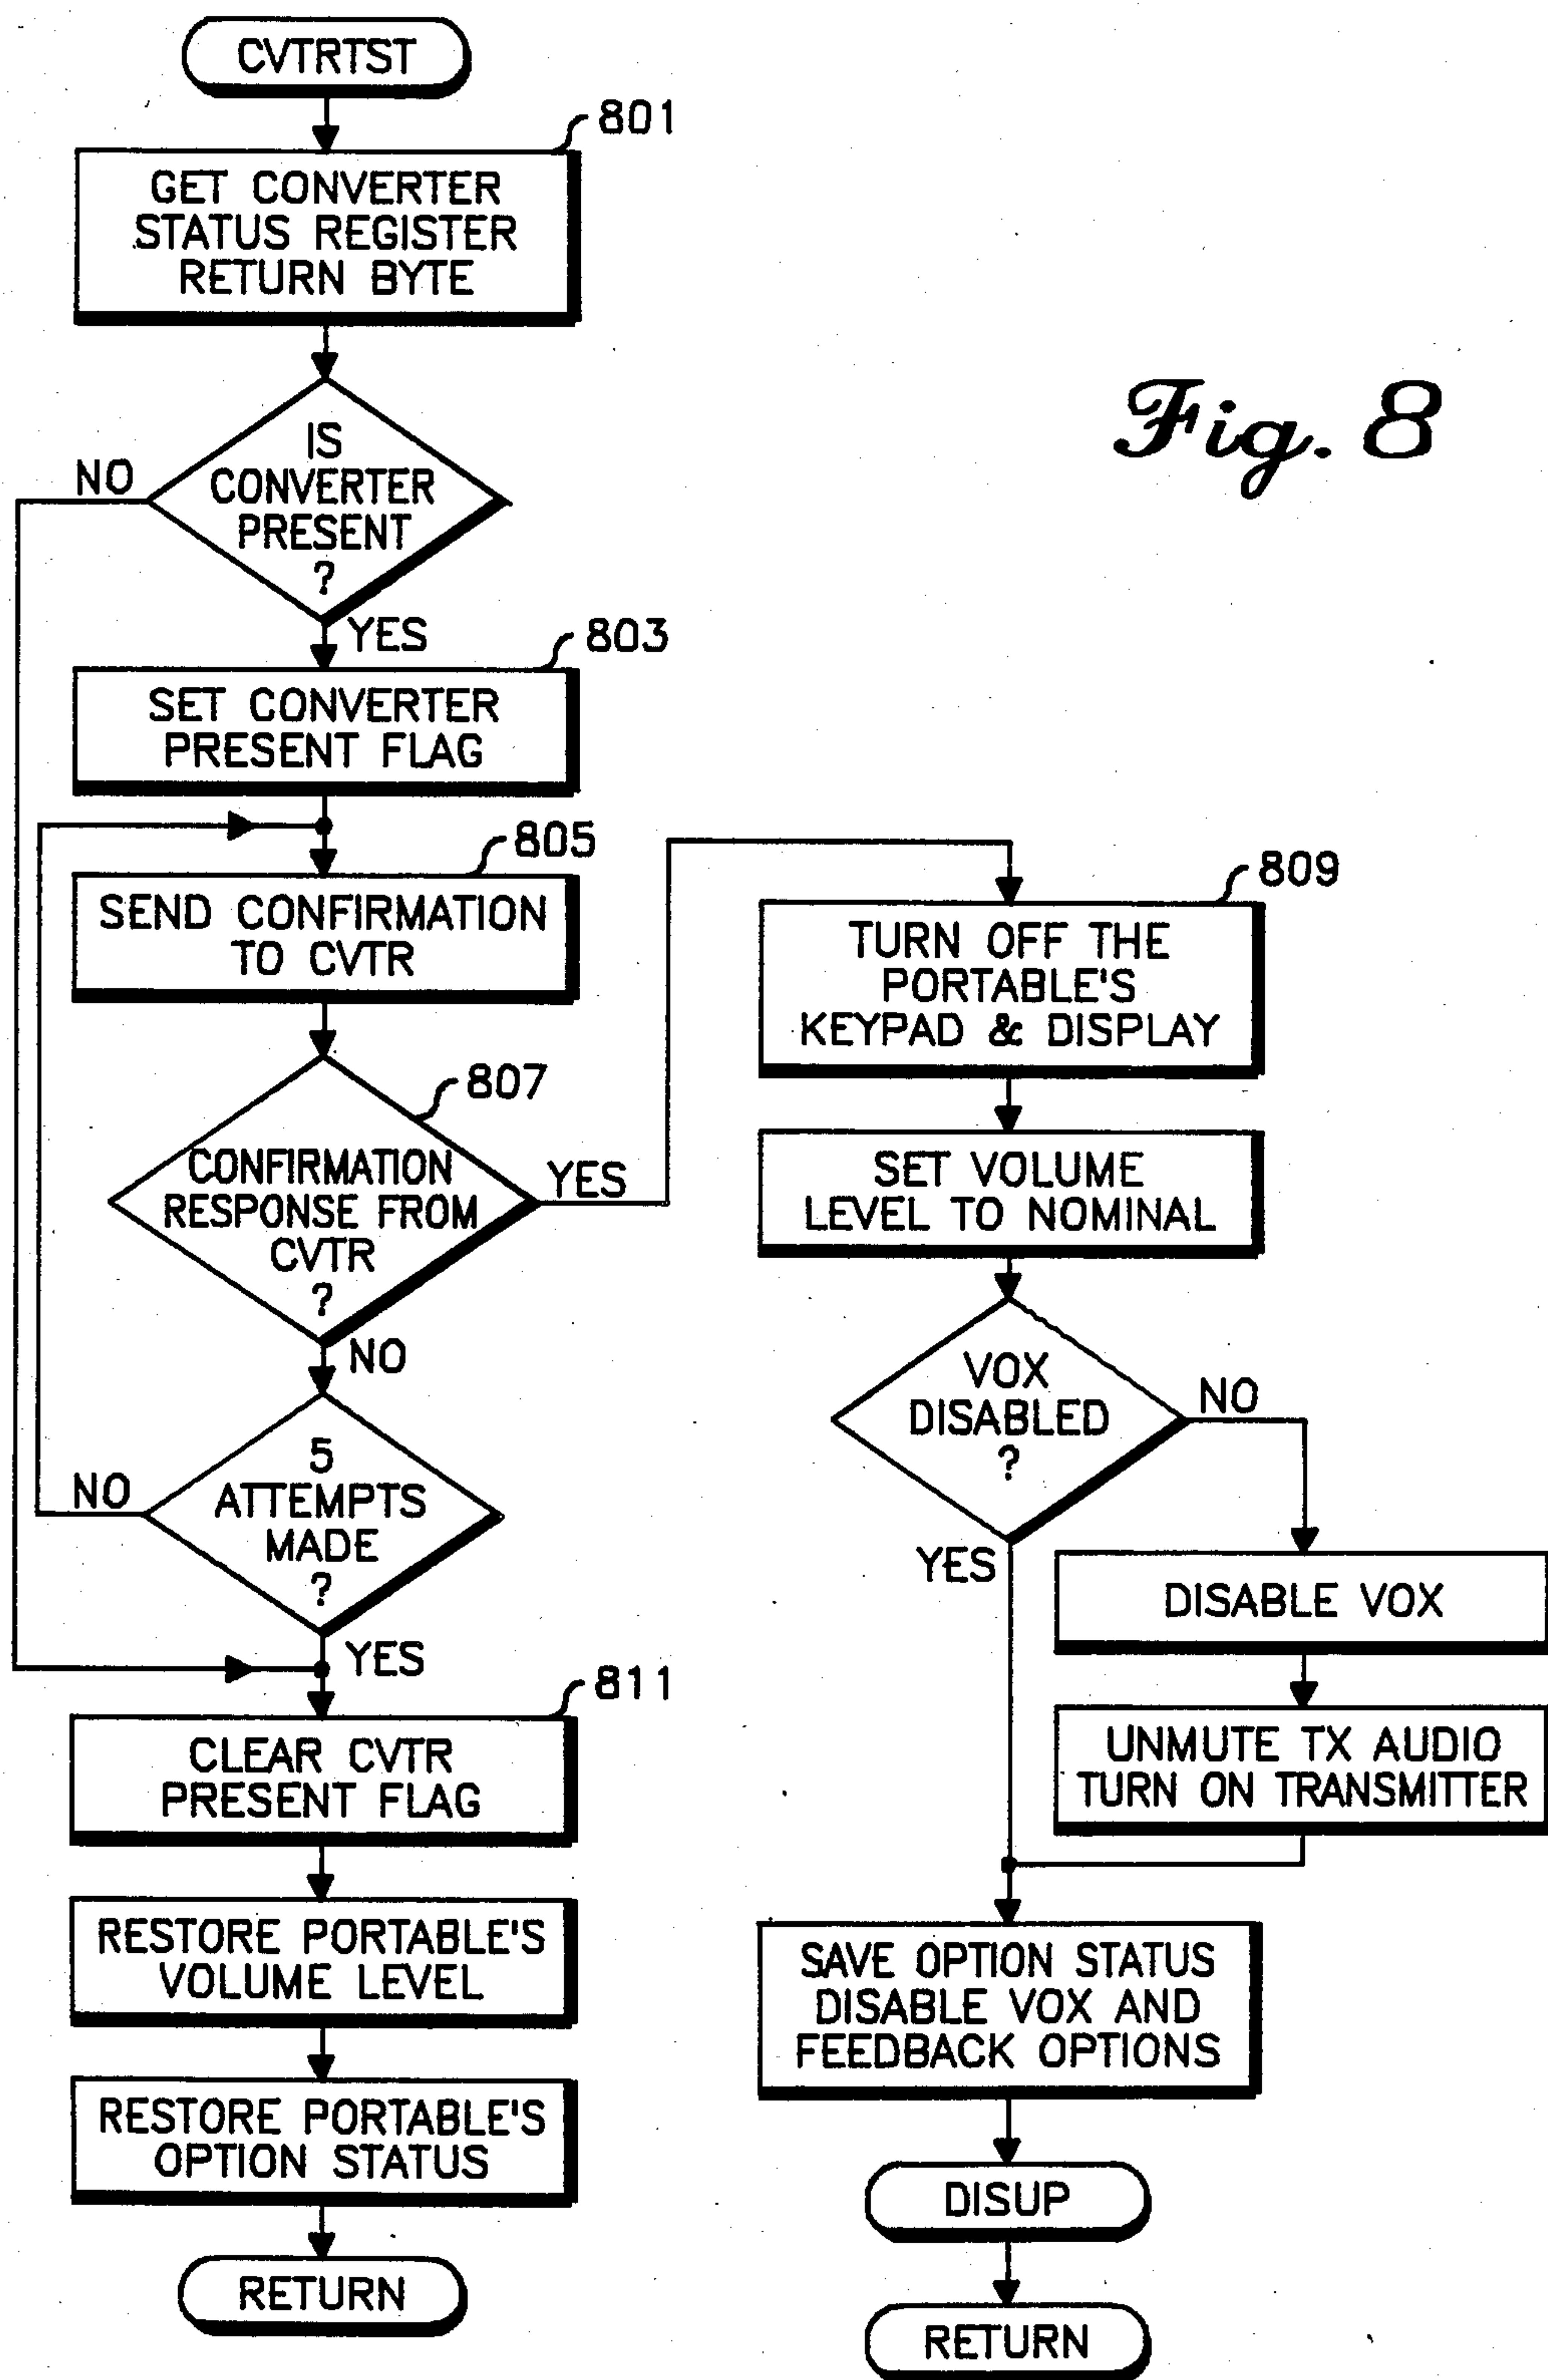 CVTRTST
801
GET CONVERTER
STATUS REGISTER
RETURN BYTE
Fig. 8
IS
CONVERTER
PRESENT
?
NO
YES
803
SET CONVERTER
PRESENT FLAG
805
SEND CONFIRMATION
TO CVTR
807
CONFIRMATION
RESPONSE FROM
CVTR
?
YES
NO
5
ATTEMPTS
MADE
?
NO
YES
811
CLEAR CVTR
PRESENT FLAG
RESTORE PORTABLE'S
VOLUME LEVEL
RESTORE PORTABLE'S
OPTION STATUS
RETURN
809
TURN OFF THE
PORTABLE'S
KEYPAD & DISPLAY
SET VOLUME
LEVEL TO NOMINAL
VOX
DISABLED
?
NO
YES
DISABLE VOX
UNMUTE TX AUDIO
TURN ON TRANSMITTER
SAVE OPTION STATUS
DISABLE VOX AND
FEEDBACK OPTIONS
DISUP
RETURN